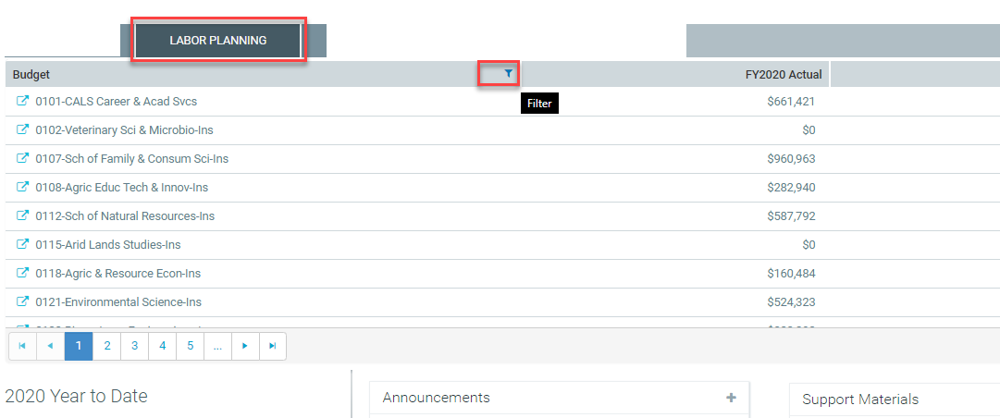 LABOR PLANNING
Budget FY2020 Actual
Filter
0101-CALS Career & Acad Svcs $661,421
0102-Veterinary Sci & Microbio-Ins $0
0107-Sch of Family & Consum Sci-Ins $960,963
0108-Agric Educ Tech & Innov-Ins $282,940
0112-Sch of Natural Resources-Ins $587,792
0115-Arid Lands Studies-Ins $0
0118-Agric & Resource Econ-Ins $160,484
0121-Environmental Science-Ins $524,323
1 2 3 4 5 ...
2020 Year to Date
Announcements
Support Materials